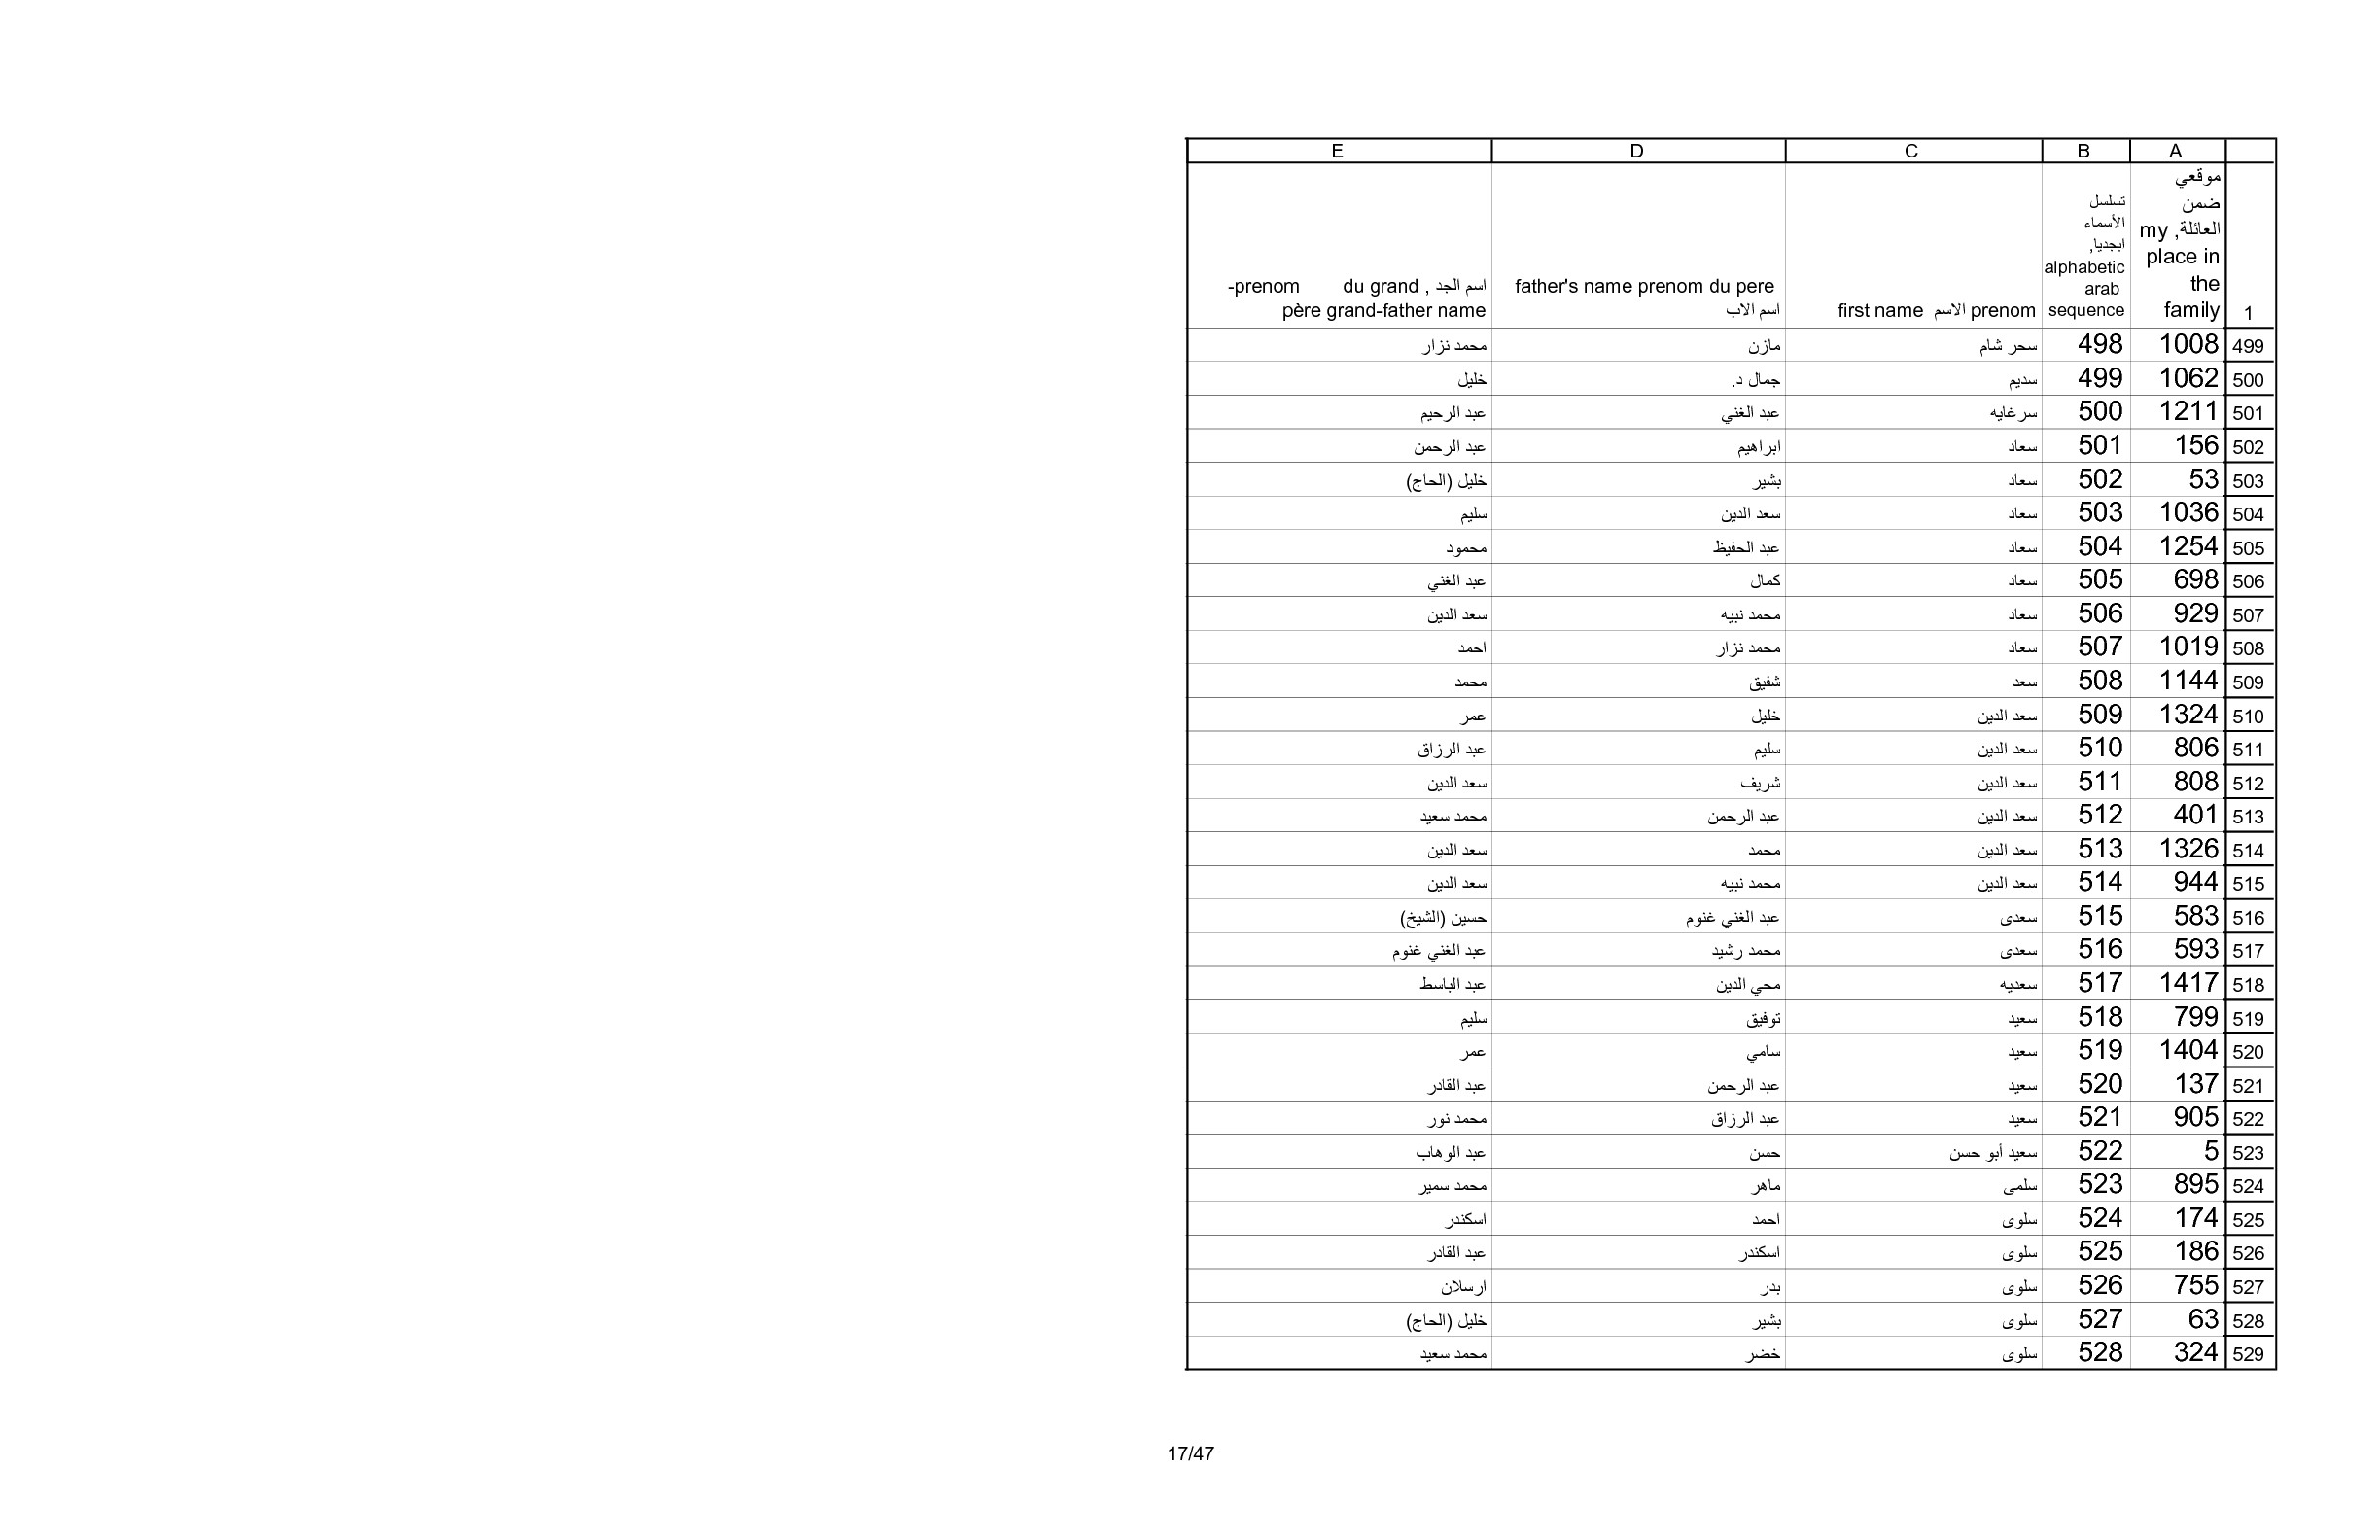 A B C D E
1 موقعي ضمن العائلة, my place in the family تسلسل الأسماء ابجديا, alphabetic arab sequence first name الاسم prenom father's name prenom du pere اسم الاب اسم الجد , prenom du grand-père grand-father name
499 1008 498 سحر شام مازن محمد نزار
500 1062 499 سديم جمال د. خليل
501 1211 500 سرغايه عبد الغني عبد الرحيم
502 156 501 سعاد ابراهيم عبد الرحمن
503 53 502 سعاد بشير خليل (الحاج)
504 1036 503 سعاد سعد الدين سليم
505 1254 504 سعاد عبد الحفيظ محمود
506 698 505 سعاد كمال عبد الغني
507 929 506 سعاد محمد نبيه سعد الدين
508 1019 507 سعاد محمد نزار احمد
509 1144 508 سعد شفيق محمد
510 1324 509 سعد الدين خليل عمر
511 806 510 سعد الدين سليم عبد الرزاق
512 808 511 سعد الدين شريف سعد الدين
513 401 512 سعد الدين عبد الرحمن محمد سعيد
514 1326 513 سعد الدين محمد سعد الدين
515 944 514 سعد الدين محمد نبيه سعد الدين
516 583 515 سعدى عبد الغني غنوم حسين (الشيخ)
517 593 516 سعدى محمد رشيد عبد الغني غنوم
518 1417 517 سعديه محي الدين عبد الباسط
519 799 518 سعيد توفيق سليم
520 1404 519 سعيد سامي عمر
521 137 520 سعيد عبد الرحمن عبد القادر
522 905 521 سعيد عبد الرزاق محمد نور
523 5 522 سعيد أبو حسن حسن عبد الوهاب
524 895 523 سلمى ماهر محمد سمير
525 174 524 سلوى احمد اسكندر
526 186 525 سلوى اسكندر عبد القادر
527 755 526 سلوى بدر ارسلان
528 63 527 سلوى بشير خليل (الحاج)
529 324 528 سلوى خضر محمد سعيد
17/47